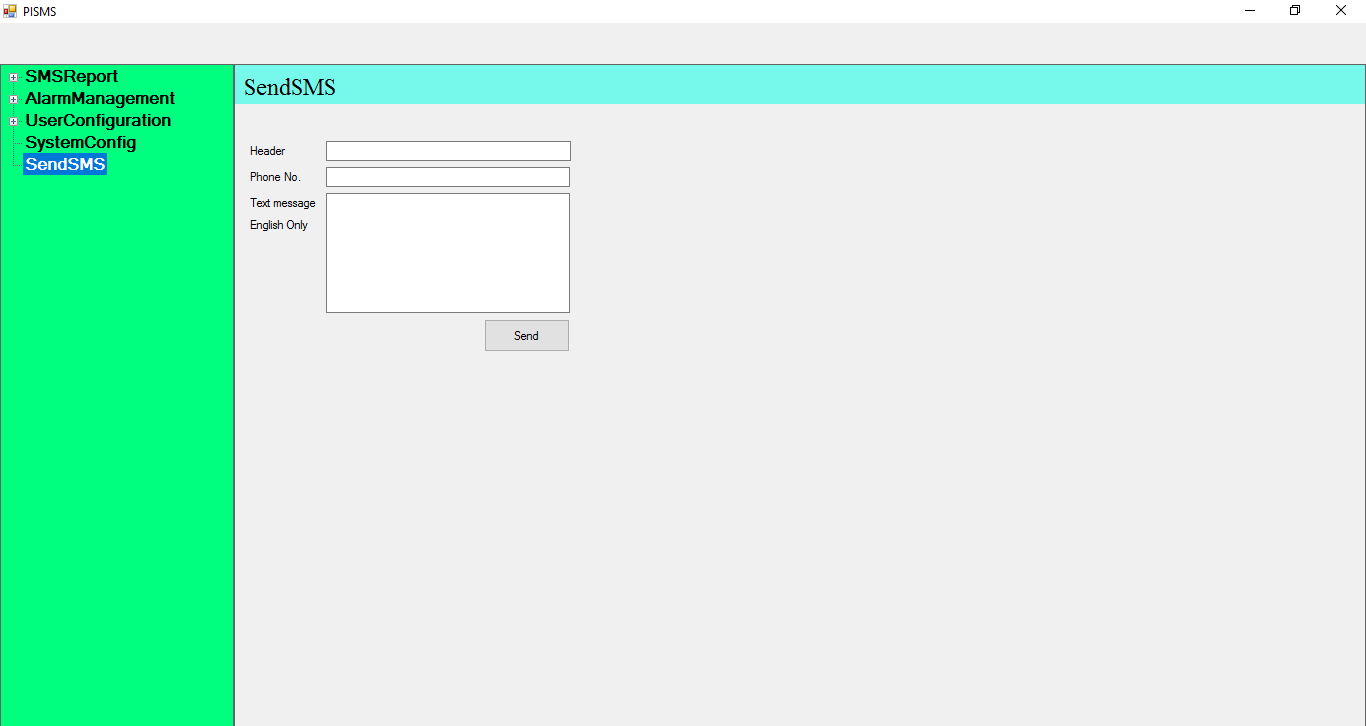 PISMS
SMSReport
AlarmManagement
UserConfiguration
SystemConfig
SendSMS
SendSMS
Header
Phone No.
Text message
English Only
Send